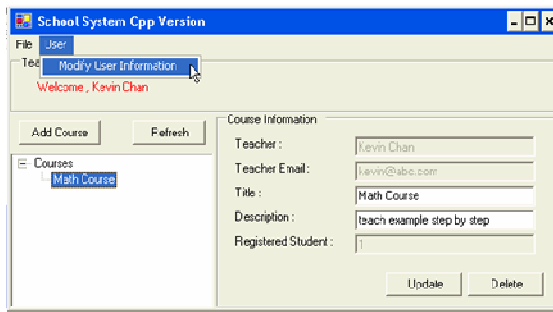 School System Cpp Version
File User
Tea
Modify User Information
Welcome , Kevin Chan
Add Course Refresh
Courses
Math Course
Course Information
Teacher : Kevin Chan
Teacher Email : kevin@abc.com
Title : Math Course
Description : teach example step by step
Registered Student : 1
Update Delete